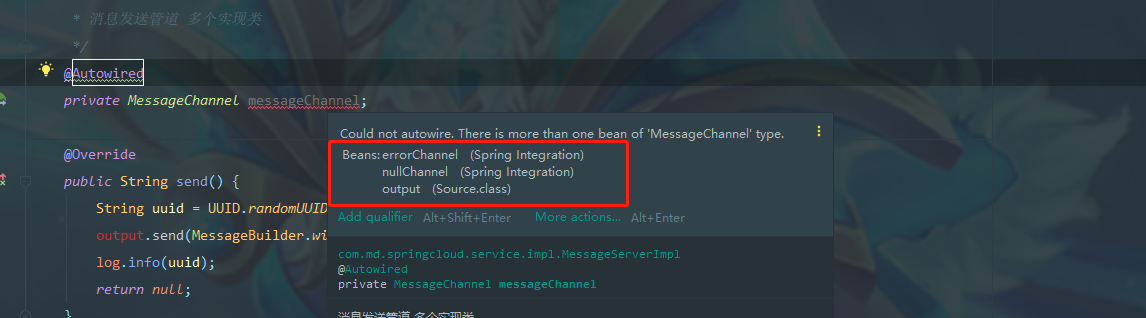 * 消息发送管道 多个实现类
*/
@Autowired
private MessageChannel messageChannel;
Could not autowire. There is more than one bean of 'MessageChannel' type.
Beans: errorChannel (Spring Integration)
nullChannel (Spring Integration)
output (Source.class)
Add qualifier Alt+Shift+Enter More actions... Alt+Enter
com.md.springcloud.service.impl.MessageServerImpl
@Autowired
private MessageChannel messageChannel
消息发送管道 多个实现类
@Override
public String send() {
String uuid = UUID.randomUUID
output.send(MessageBuilder.wi
log.info(uuid);
return null;
}